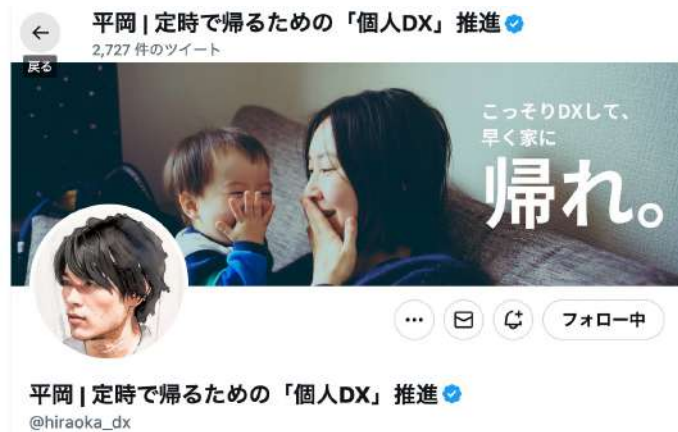 平岡 | 定時で帰るための「個人DX」推進
2,727 件のツイート
戻る
こっそりDXして、
早く家に
帰れ。
フォロー中
平岡 | 定時で帰るための「個人DX」推進
@hiraoka_dx